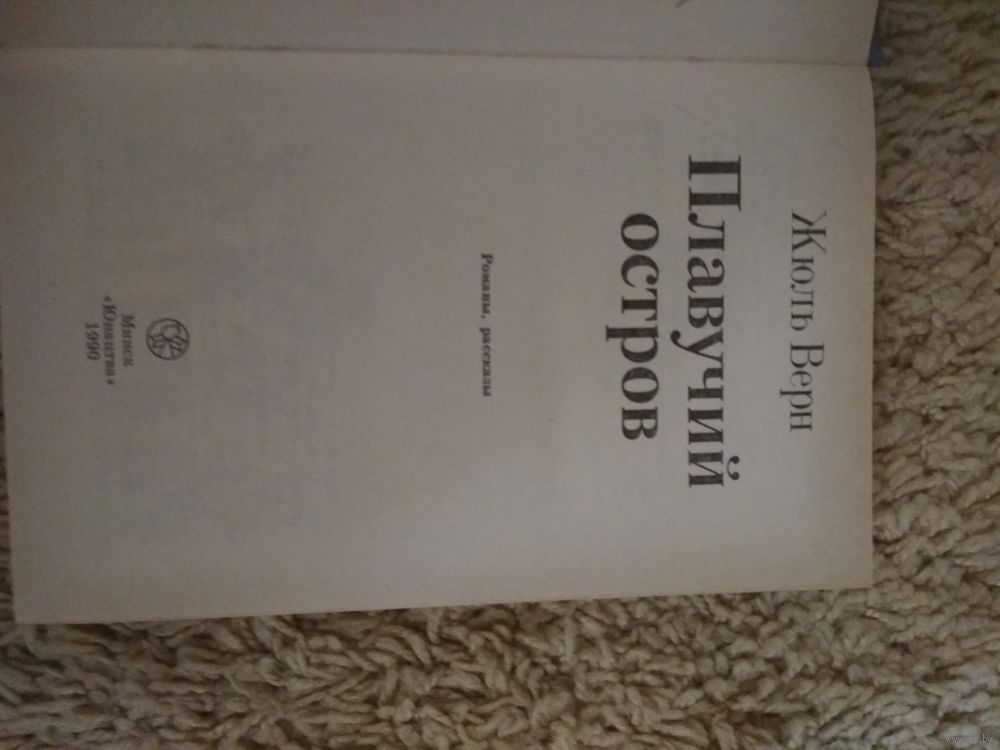 Жюль Верн
Плавучий
остров
Романы, рассказы
Минск
«Юнацтва»
1990